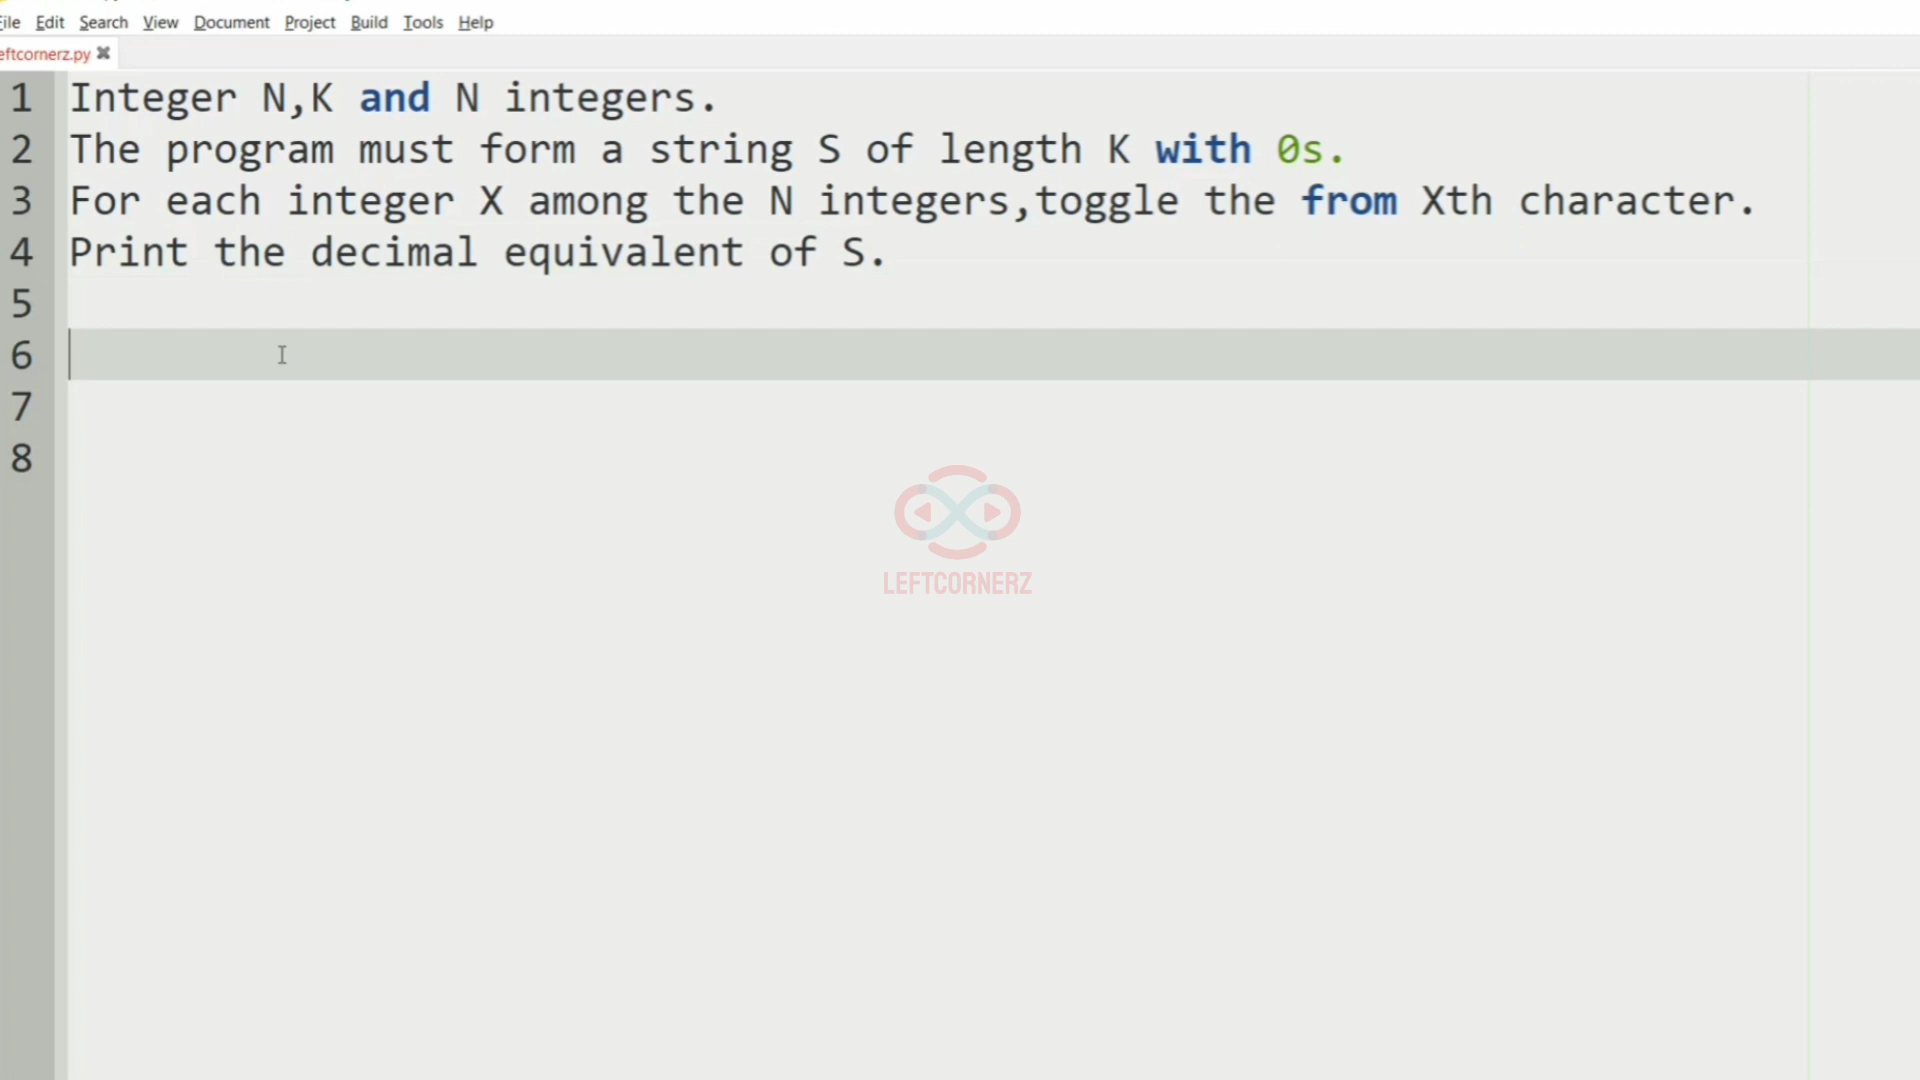 File Edit Search View Document Project Build Tools Help
eftcornerz.py
1 Integer N,K and N integers.
2 The program must form a string S of length K with 0s.
3 For each integer X among the N integers,toggle the from Xth character.
4 Print the decimal equivalent of S.
5
6
7
8
LEFTCORNERZ